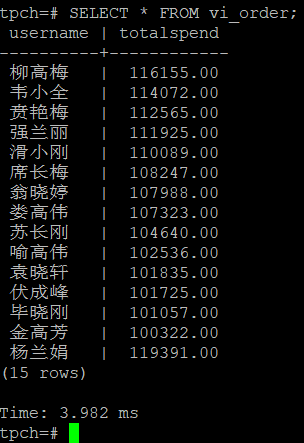 tpch=# SELECT * FROM vi_order;
 username | totalspend
----------+------------
 柳高梅   |  116155.00
 韦小全   |  114072.00
 贲艳梅   |  112565.00
 强兰丽   |  111925.00
 滑小刚   |  110089.00
 席长梅   |  108247.00
 翁晓婷   |  107988.00
 娄高伟   |  107323.00
 苏长刚   |  104640.00
 喻高伟   |  102536.00
 袁晓轩   |  101835.00
 伏成峰   |  101725.00
 毕晓刚   |  101057.00
 金高芳   |  100322.00
 杨兰娟   |  119391.00
(15 rows)
Time: 3.982 ms
tpch=#